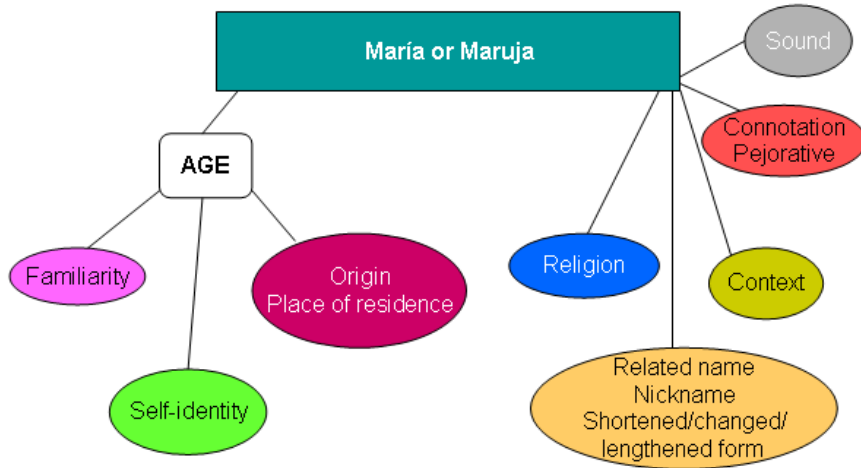 María or Maruja
Sound
Connotation
Pejorative
AGE
Familiarity
Origin
Place of residence
Religion
Context
Self-identity
Related name
Nickname
Shortened/changed/
lengthened form